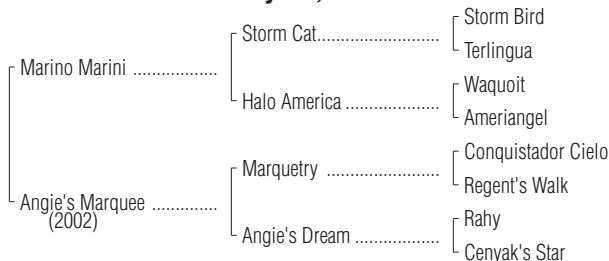 Storm Bird
Storm Cat....................
Terlingua
Marino Marini .................
Waquoit
Halo America ....................
Ameriangel
Conquistador Cielo
Marquetry ........................
Regent's Walk
Angie's Marquee ..............
(2002)
Rahy
Angie's Dream ..................
Cenyak's Star